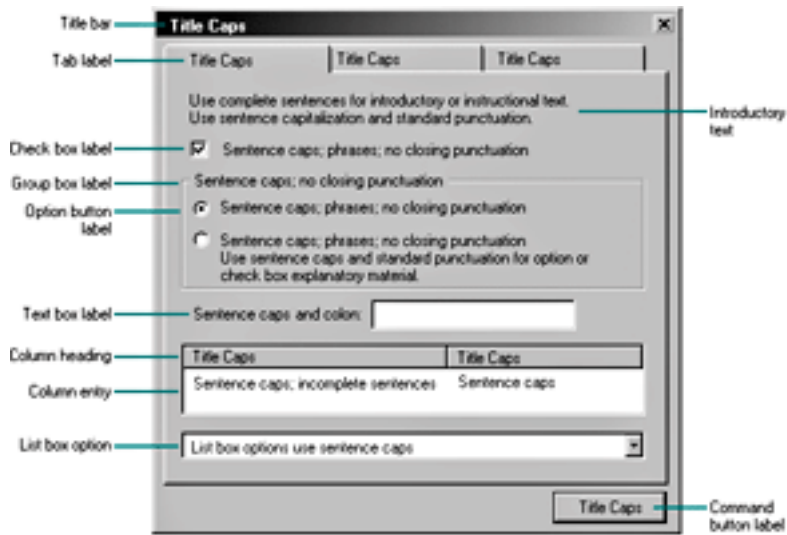 Title bar
Title Caps
Tab label
Title Caps
Title Caps
Title Caps
Use complete sentences for introductory or instructional text.
Use sentence capitalization and standard punctuation.
Introductory
text
Check box label
Sentence caps; phrases; no closing punctuation
Group box label
Sentence caps; no closing punctuation
Option button
label
Sentence caps; phrases; no closing punctuation
Sentence caps; phrases; no closing punctuation
Use sentence caps and standard punctuation for option or
check box explanatory material.
Text box label
Sentence caps and colon:
Column heading
Title Caps
Title Caps
Column entry
Sentence caps; incomplete sentences
Sentence caps
List box option
List box options use sentence caps
Title Caps
Command
button label